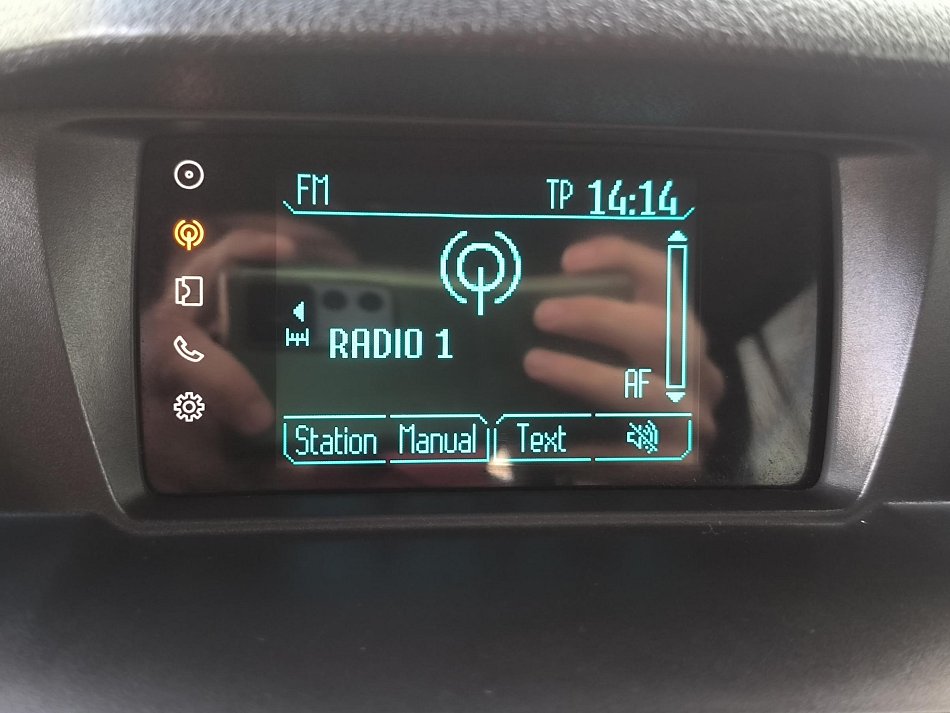 FM TP 14:14
RADIO 1
AF
Station Manual Text